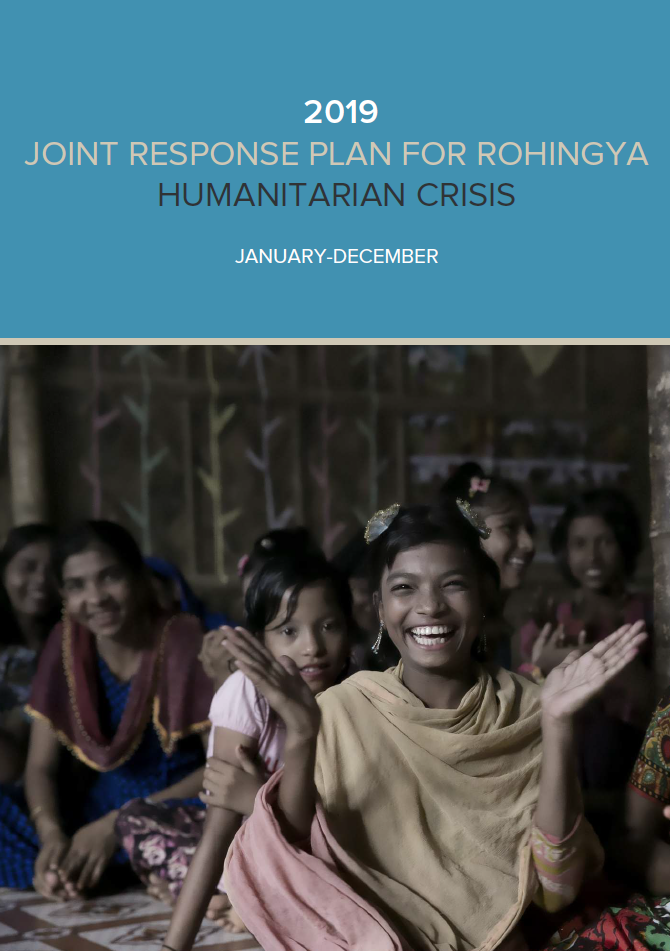 2019
JOINT RESPONSE PLAN FOR ROHINGYA
HUMANITARIAN CRISIS
JANUARY-DECEMBER